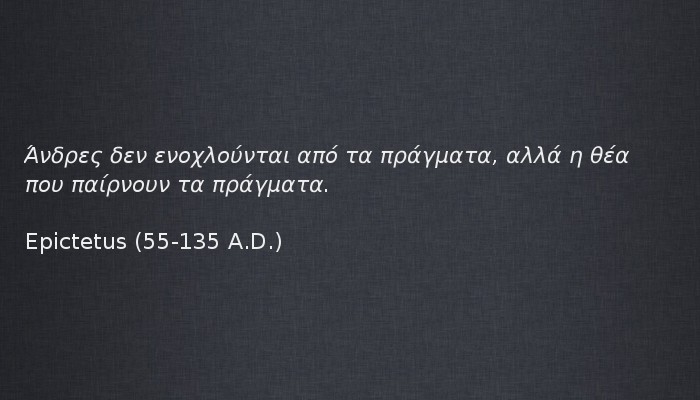 Άνδρες δεν ενοχλούνται από τα πράγματα, αλλά η θέα
που παίρνουν τα πράγματα.
Epictetus (55-135 A.D.)